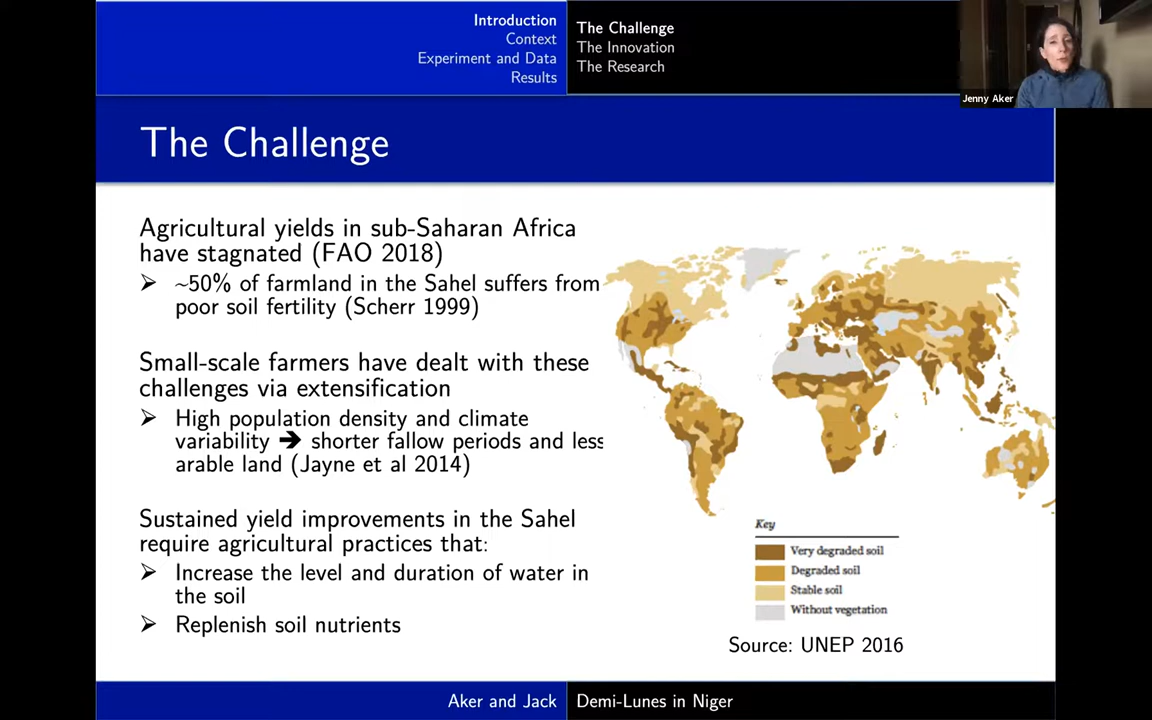 Introduction
Context
Experiment and Data
Results
The Challenge
The Innovation
The Research
Jenny Aker
The Challenge
Agricultural yields in sub-Saharan Africa
have stagnated (FAO 2018)
➢ ~50% of farmland in the Sahel suffers from
poor soil fertility (Scherr 1999)
Small-scale farmers have dealt with these
challenges via extensification
➢ High population density and climate
variability ➔ shorter fallow periods and less
arable land (Jayne et al 2014)
Sustained yield improvements in the Sahel
require agricultural practices that:
➢ Increase the level and duration of water in
the soil
➢ Replenish soil nutrients
Key
Very degraded soil
Degraded soil
Stable soil
Without vegetation
Source: UNEP 2016
Aker and Jack
Demi-Lunes in Niger